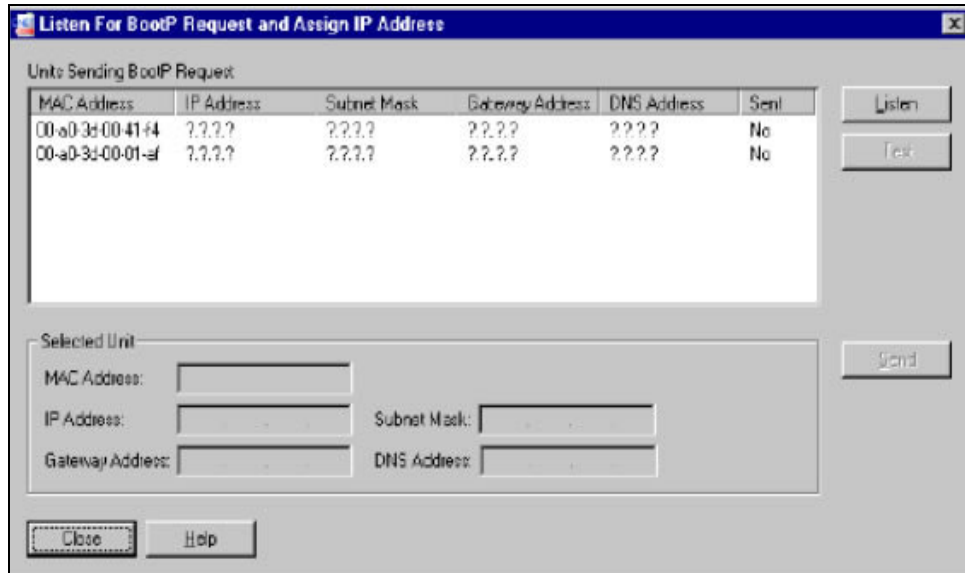 Listen For BootP Request and Assign IP Address
Units Sending BootP Request
MAC Address IP Address Subnet Mask Gateway Address DNS Address Sent
00-a0-3d-00-41-f4 ?.?.?.? ?.?.?.? ?.?.?.? ?.?.?.? No
00-a0-3d-00-01-af ?.?.?.? ?.?.?.? ?.?.?.? ?.?.?.? No
Listen
Test
Selected Unit
MAC Address:
IP Address: Subnet Mask:
Gateway Address: DNS Address:
Send
Close Help